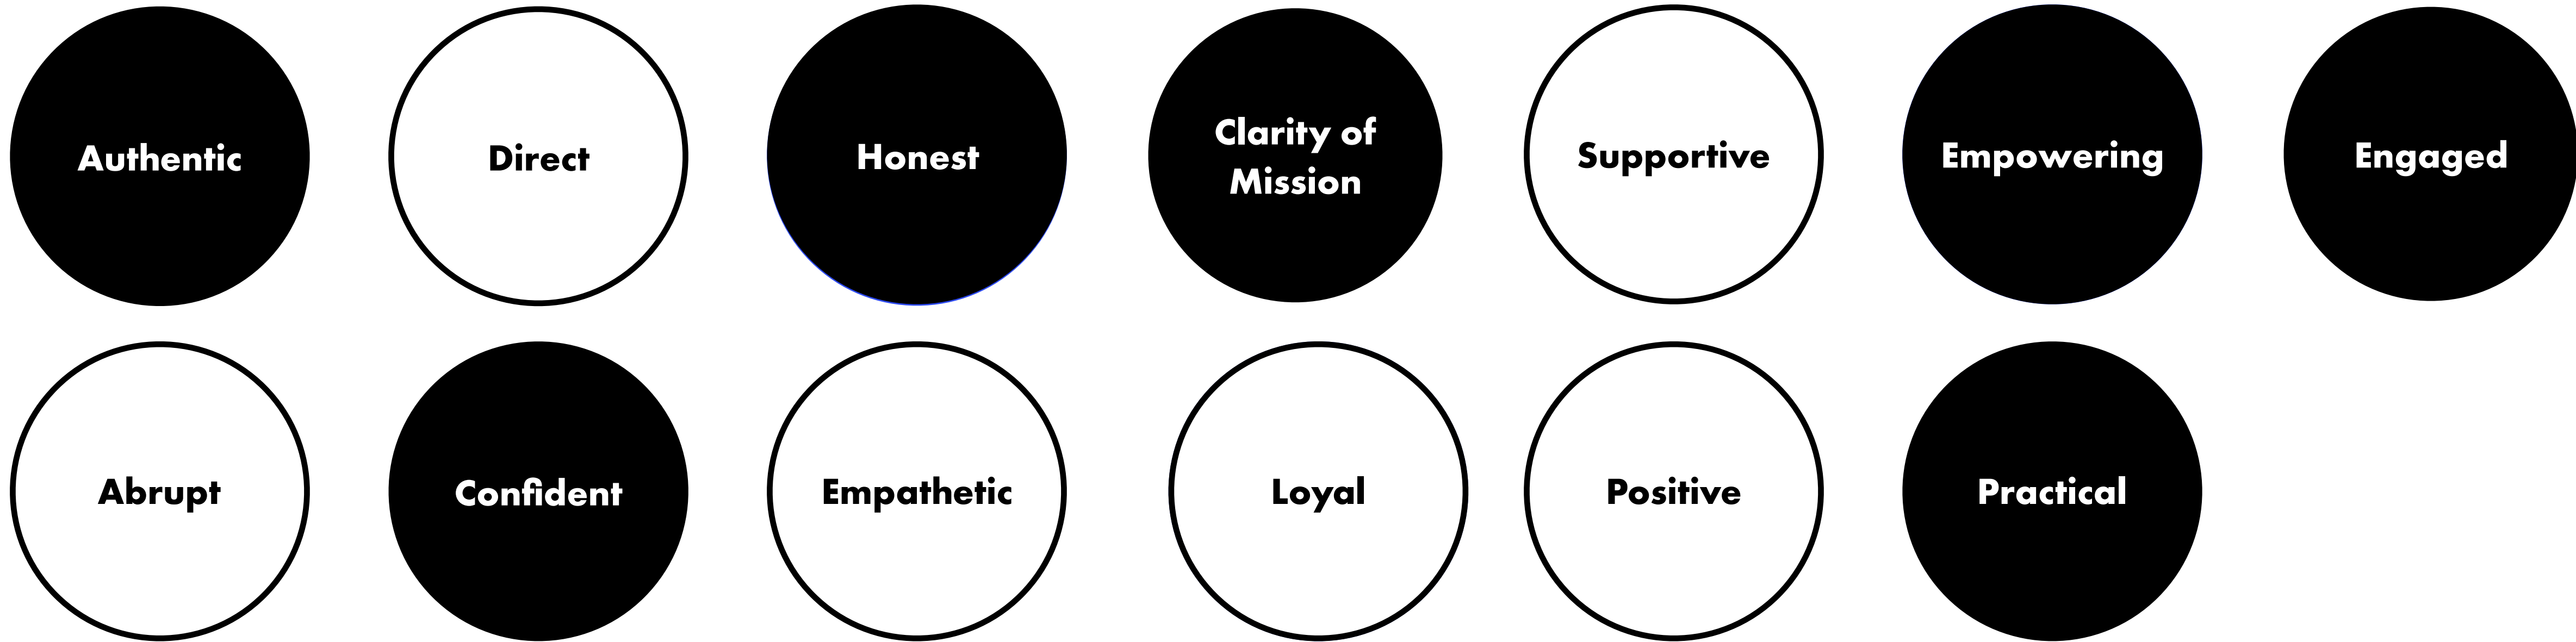 Authentic
Direct
Honest
Clarity of
Mission
Supportive
Empowering
Engaged
Abrupt
Confident
Empathetic
Loyal
Positive
Practical